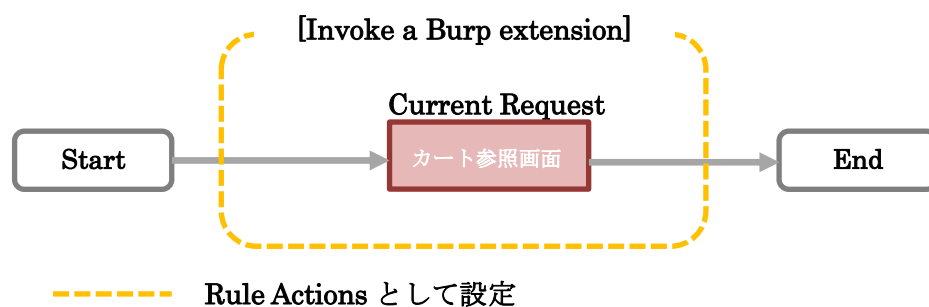 [Invoke a Burp extension]
Current Request
Start
カート参照画面
End
Rule Actions として設定